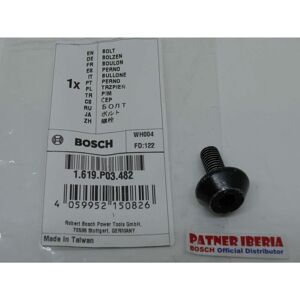 1x
EN BOLT
DE BOLZEN
FR BOULON
ES PERNO
IT BULLONE
PT PERNO
PL TRZPIEŃ
TR PIM
CS ČEP
RU БОЛТ
JA ボルト
ZH 螺栓
BOSCH
WH004
FD:122
1.619.P03.482
4 059952 150826
Robert Bosch Power Tools GmbH,
70538 Stuttgart, GERMANY
Made in Taiwan
PATNER IBERIA
BOSCH Official Distributor